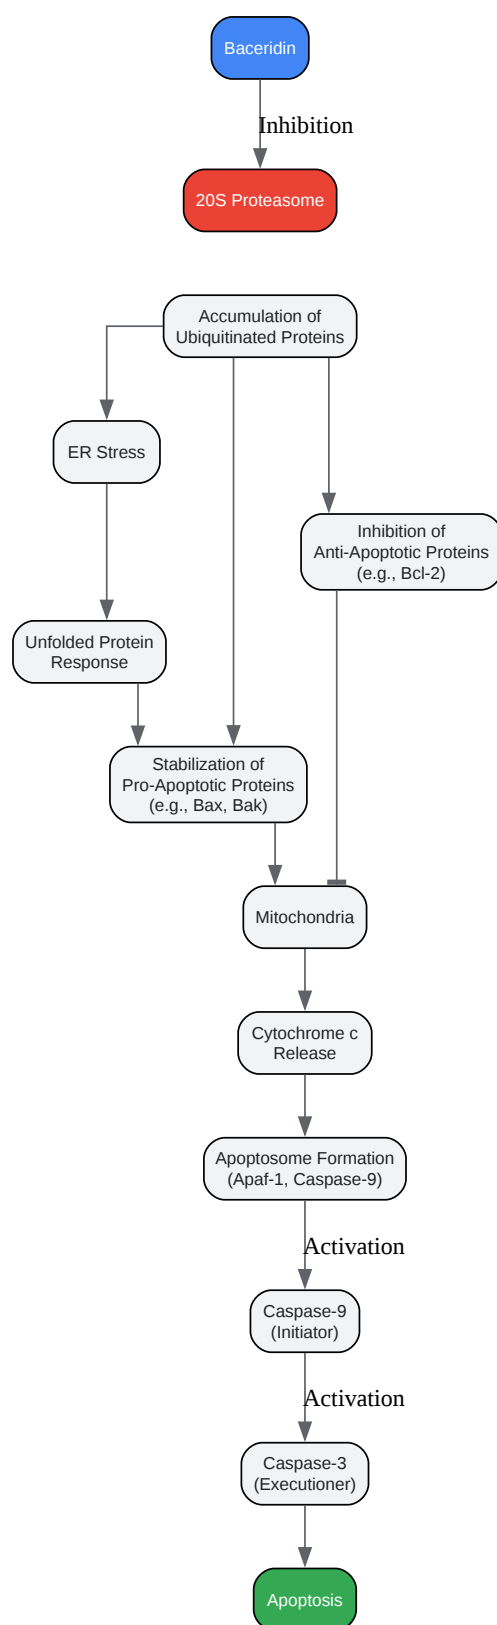 Baceridin
Inhibition
20S Proteasome
Accumulation of
Ubiquitinated Proteins
ER Stress
Inhibition of
Anti-Apoptotic Proteins
(e.g., Bcl-2)
Unfolded Protein
Response
Stabilization of
Pro-Apoptotic Proteins
(e.g., Bax, Bak)
Mitochondria
Cytochrome c
Release
Apoptosome Formation
(Apaf-1, Caspase-9)
Activation
Caspase-9
(Initiator)
Activation
Caspase-3
(Executioner)
Apoptosis